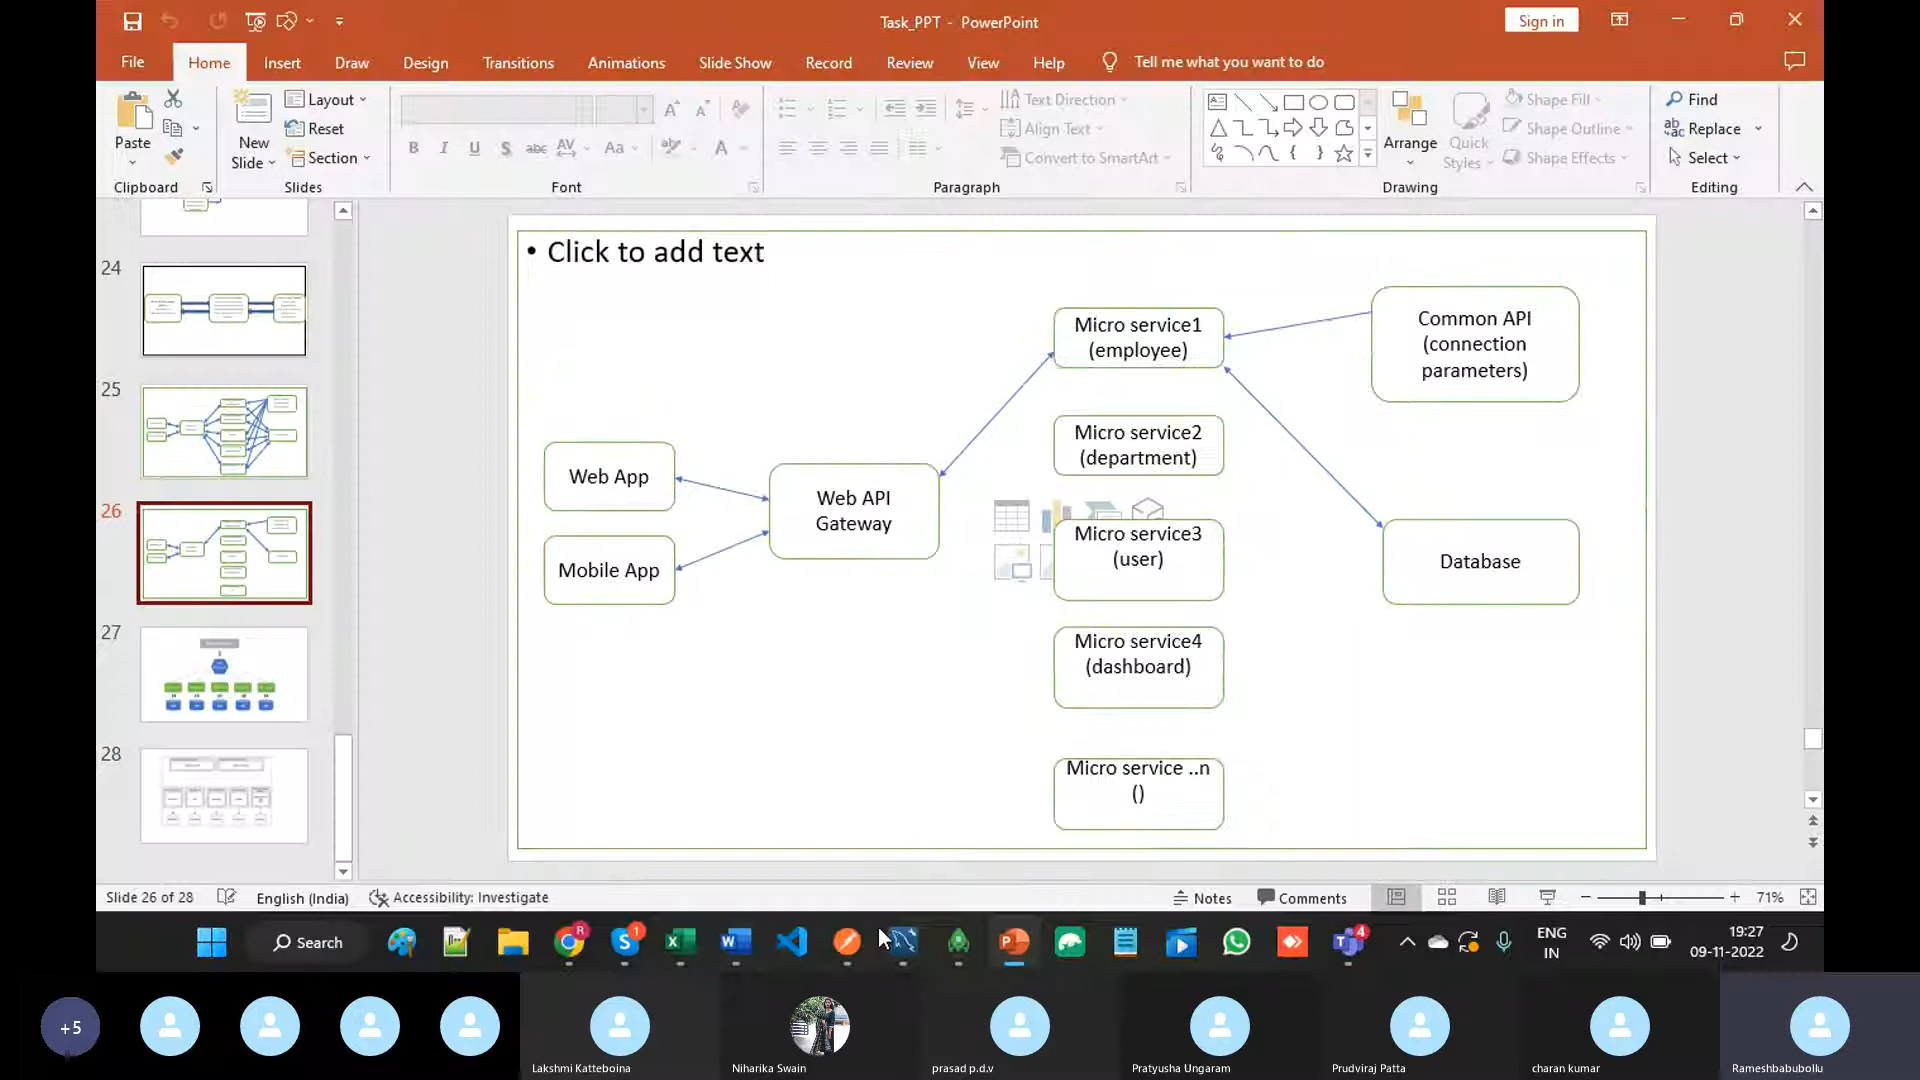 Task_PPT - PowerPoint
Sign in
File
Home
Insert
Draw
Design
Transitions
Animations
Slide Show
Record
Review
View
Help
Tell me what you want to do
Paste
Clipboard
New
Slide
Layout
Reset
Section
Slides
B I U S abc AV Aa A
Font
Text Direction
Align Text
Convert to SmartArt
Paragraph
Arrange
Quick
Styles
Shape Fill
Shape Outline
Shape Effects
Drawing
Find
Replace
Select
Editing
24
25
26
27
28
• Click to add text
Web App
Mobile App
Web API
Gateway
Micro service1
(employee)
Micro service2
(department)
Micro service3
(user)
Micro service4
(dashboard)
Micro service ..n
()
Common API
(connection
parameters)
Database
Slide 26 of 28
English (India)
Accessibility: Investigate
Notes
Comments
71%
Search
ENG
IN
19:27
09-11-2022
+5
Lakshmi Katteboina
Niharika Swain
prasad p.d.v
Pratyusha Ungaram
Prudviraj Patta
charan kumar
Rameshbabubollu